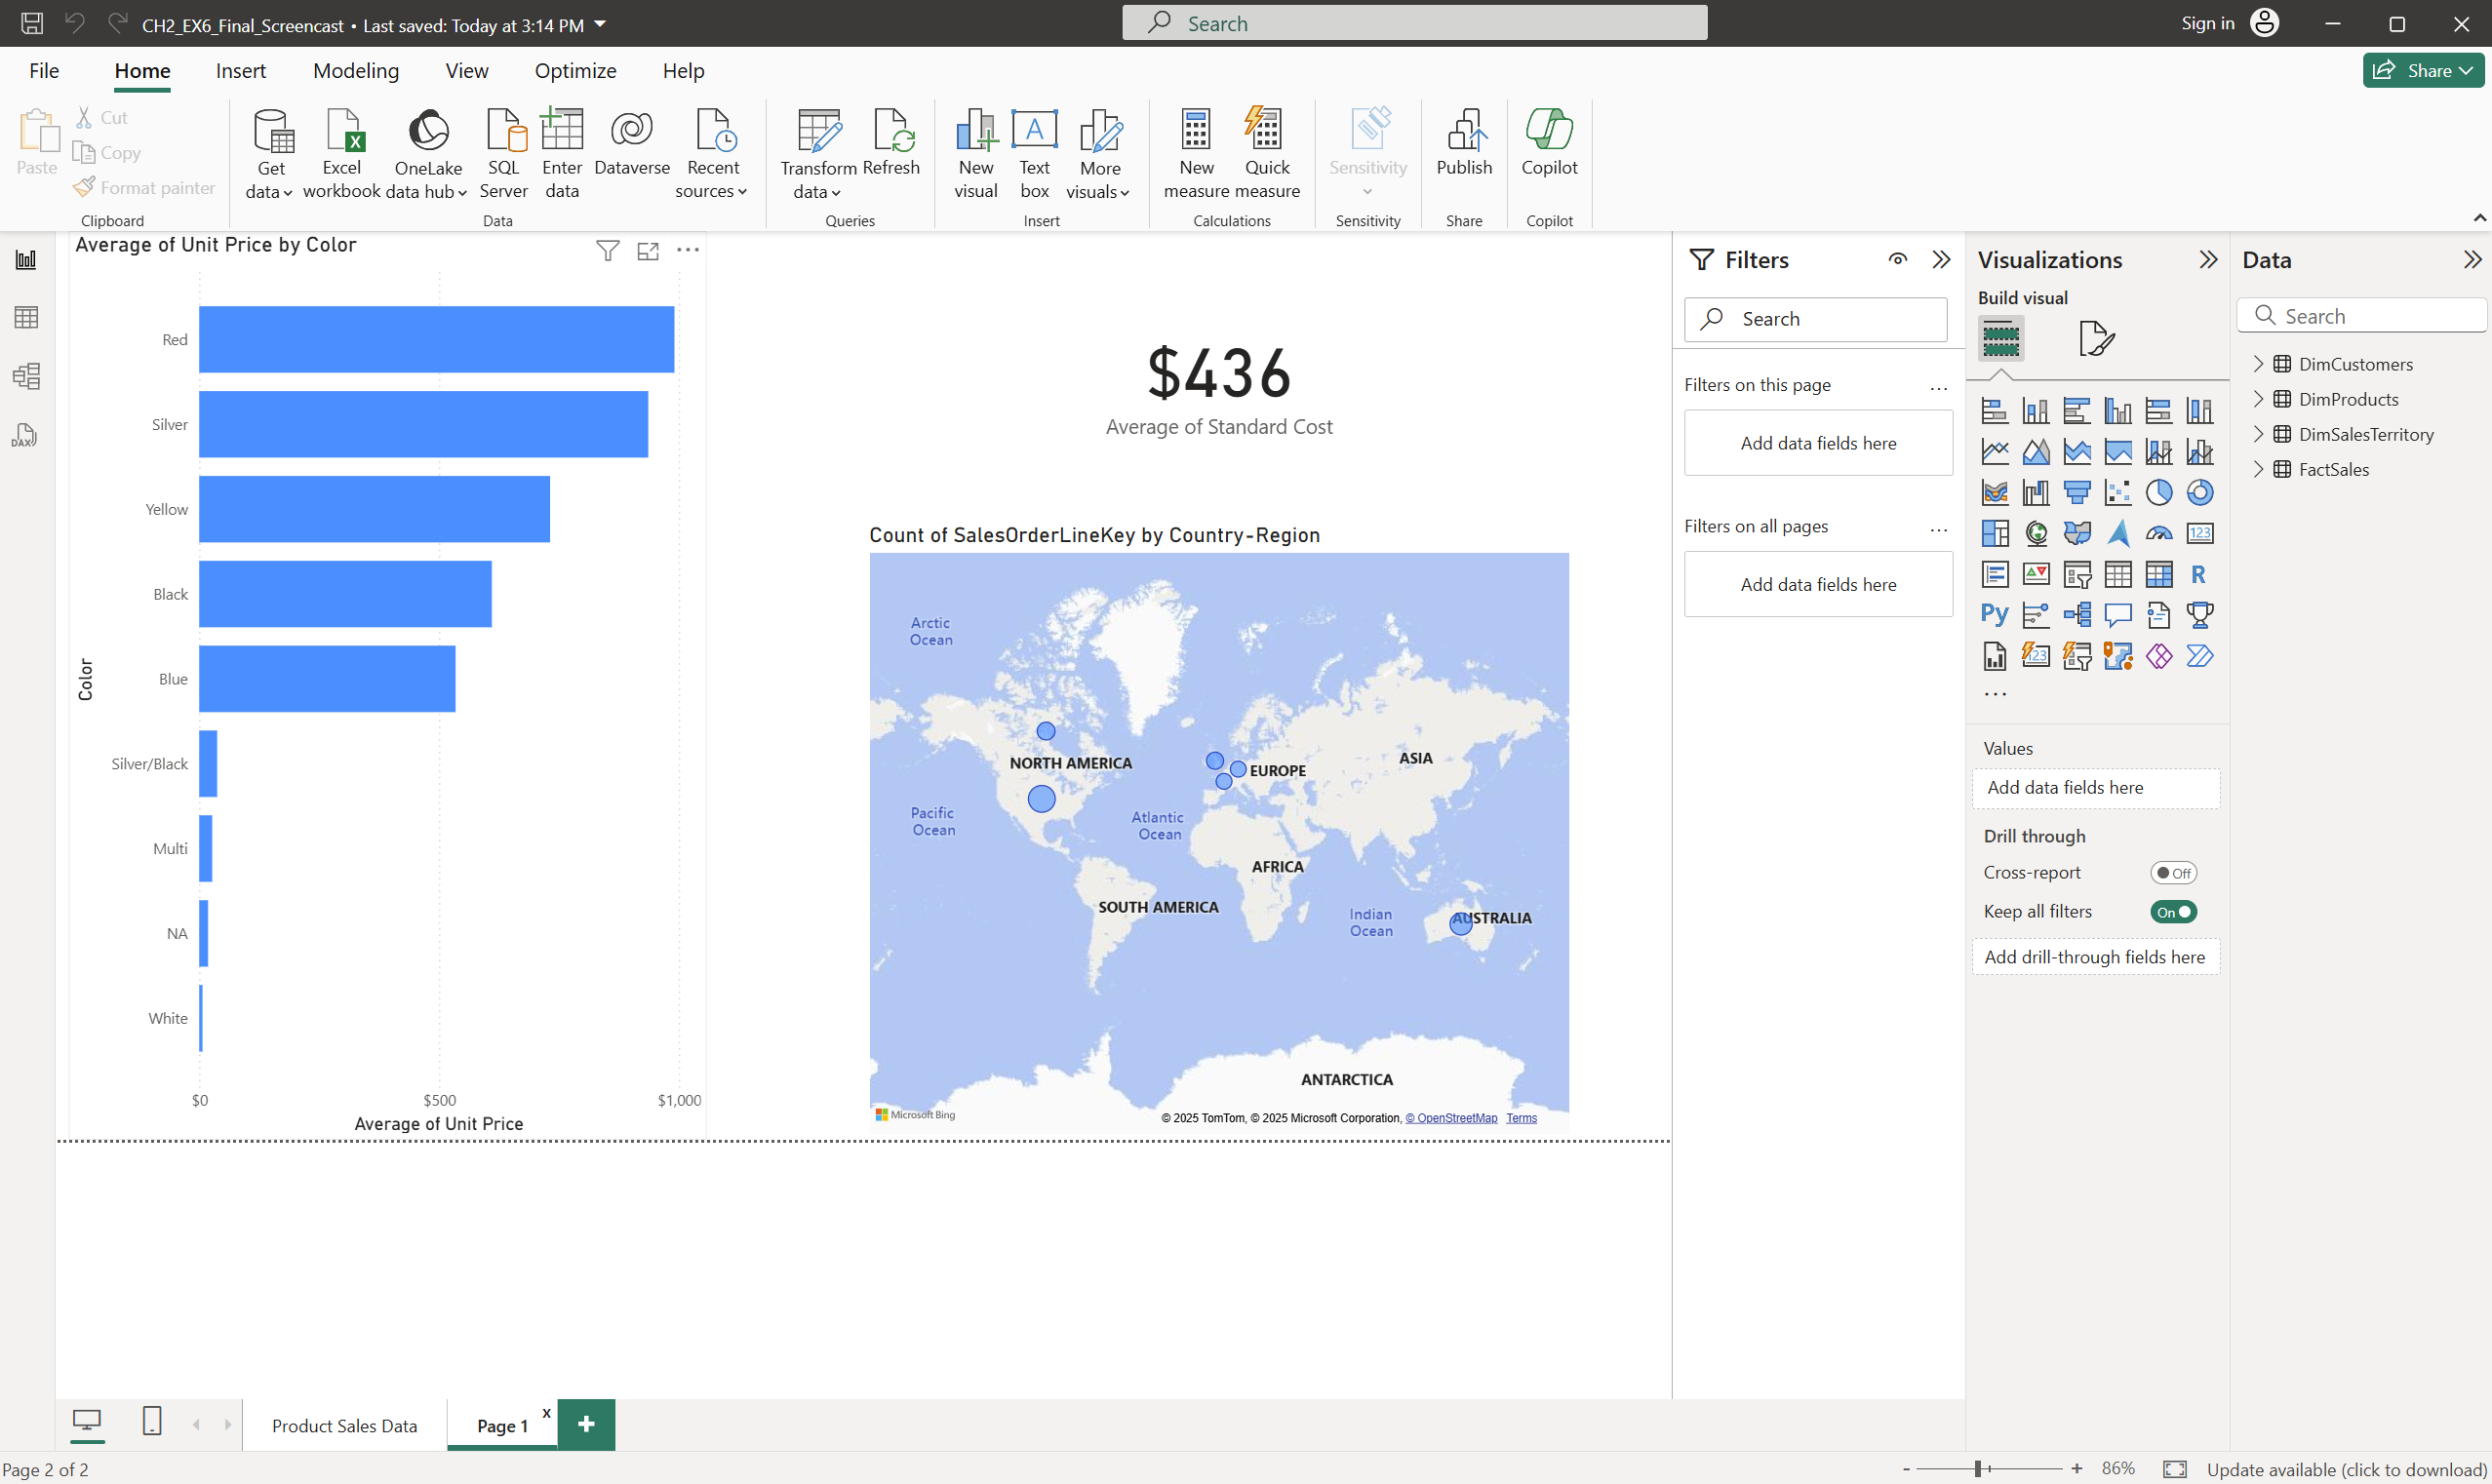 CH2_EX6_Final_Screencast • Last saved: Today at 3:14 PM
Search
Sign in
File Home Insert Modeling View Optimize Help
Share
Paste
Cut
Copy
Format painter
Clipboard
Get data
Excel workbook
OneLake data hub
SQL Server
Enter data
Dataverse
Recent sources
Data
Transform data
Refresh
Queries
New visual
Text box
More visuals
Insert
New measure
Quick measure
Calculations
Sensitivity
Sensitivity
Publish
Share
Copilot
Copilot
DAX
Average of Unit Price by Color
Red
Silver
Yellow
Black
Blue
Silver/Black
Multi
NA
White
Color
$0 $500 $1,000
Average of Unit Price
$436
Average of Standard Cost
Count of SalesOrderLineKey by Country-Region
Arctic
Ocean
NORTH AMERICA
EUROPE
ASIA
Pacific
Ocean
Atlantic
Ocean
AFRICA
SOUTH AMERICA
Indian
Ocean
AUSTRALIA
ANTARCTICA
Microsoft Bing
© 2025 TomTom, © 2025 Microsoft Corporation, © OpenStreetMap Terms
Filters
Search
Filters on this page ...
Add data fields here
Filters on all pages ...
Add data fields here
Visualizations
Build visual
123
R
Py
123
...
Values
Add data fields here
Drill through
Cross-report Off
Keep all filters On
Add drill-through fields here
Data
Search
DimCustomers
DimProducts
DimSalesTerritory
FactSales
Product Sales Data
Page 1 x
+
Page 2 of 2
- + 86%
Update available (click to download)